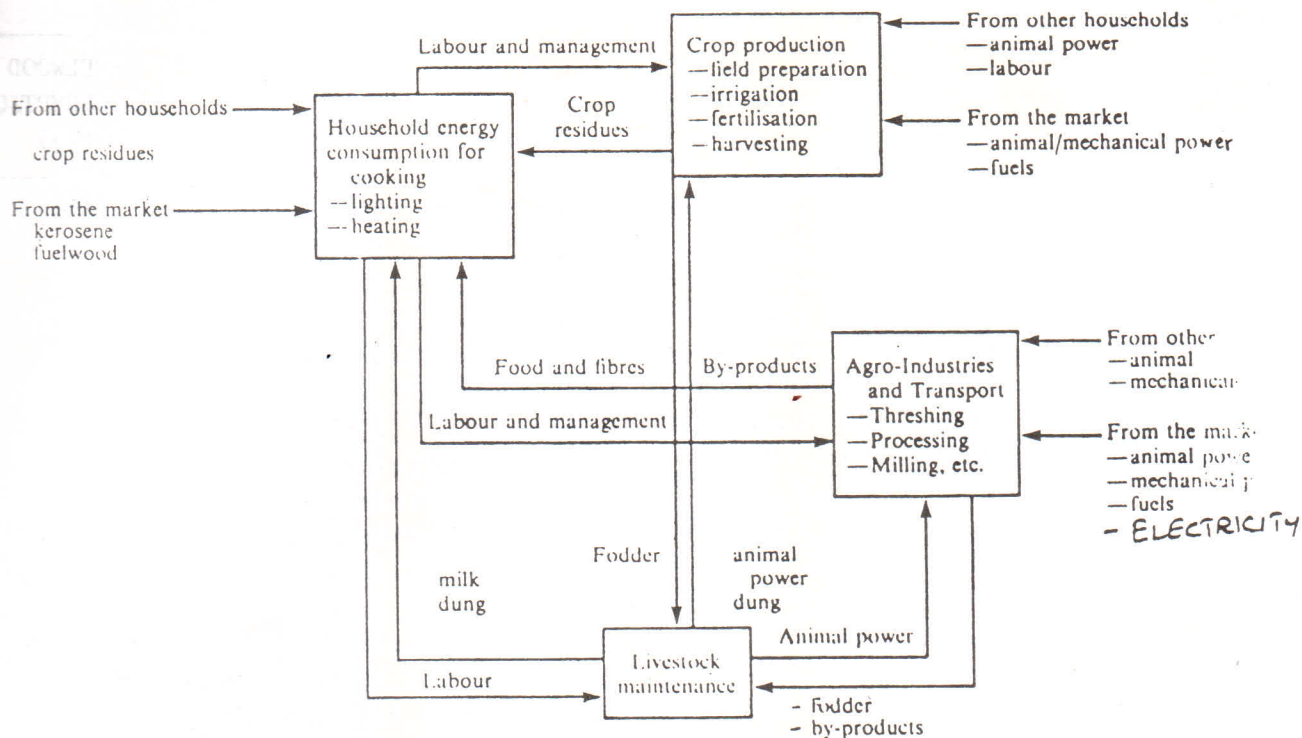 Labour and management
Crop production
—field preparation
—irrigation
—fertilisation
—harvesting
From other households
—animal power
—labour
From the market
—animal/mechanical power
—fuels
From other households
crop residues
From the market
kerosene
fuelwood
Household energy
consumption for
cooking
—lighting
—heating
Crop
residues
Food and fibres
By-products
Labour and management
Agro-Industries
and Transport
—Threshing
—Processing
—Milling, etc.
From other
—animal
—mechanical
From the
—animal
—mechanical
—fuels
- ELECTRICITY
milk
dung
Fodder
animal
power
dung
Animal power
Labour
Livestock
maintenance
- fodder
- by-products